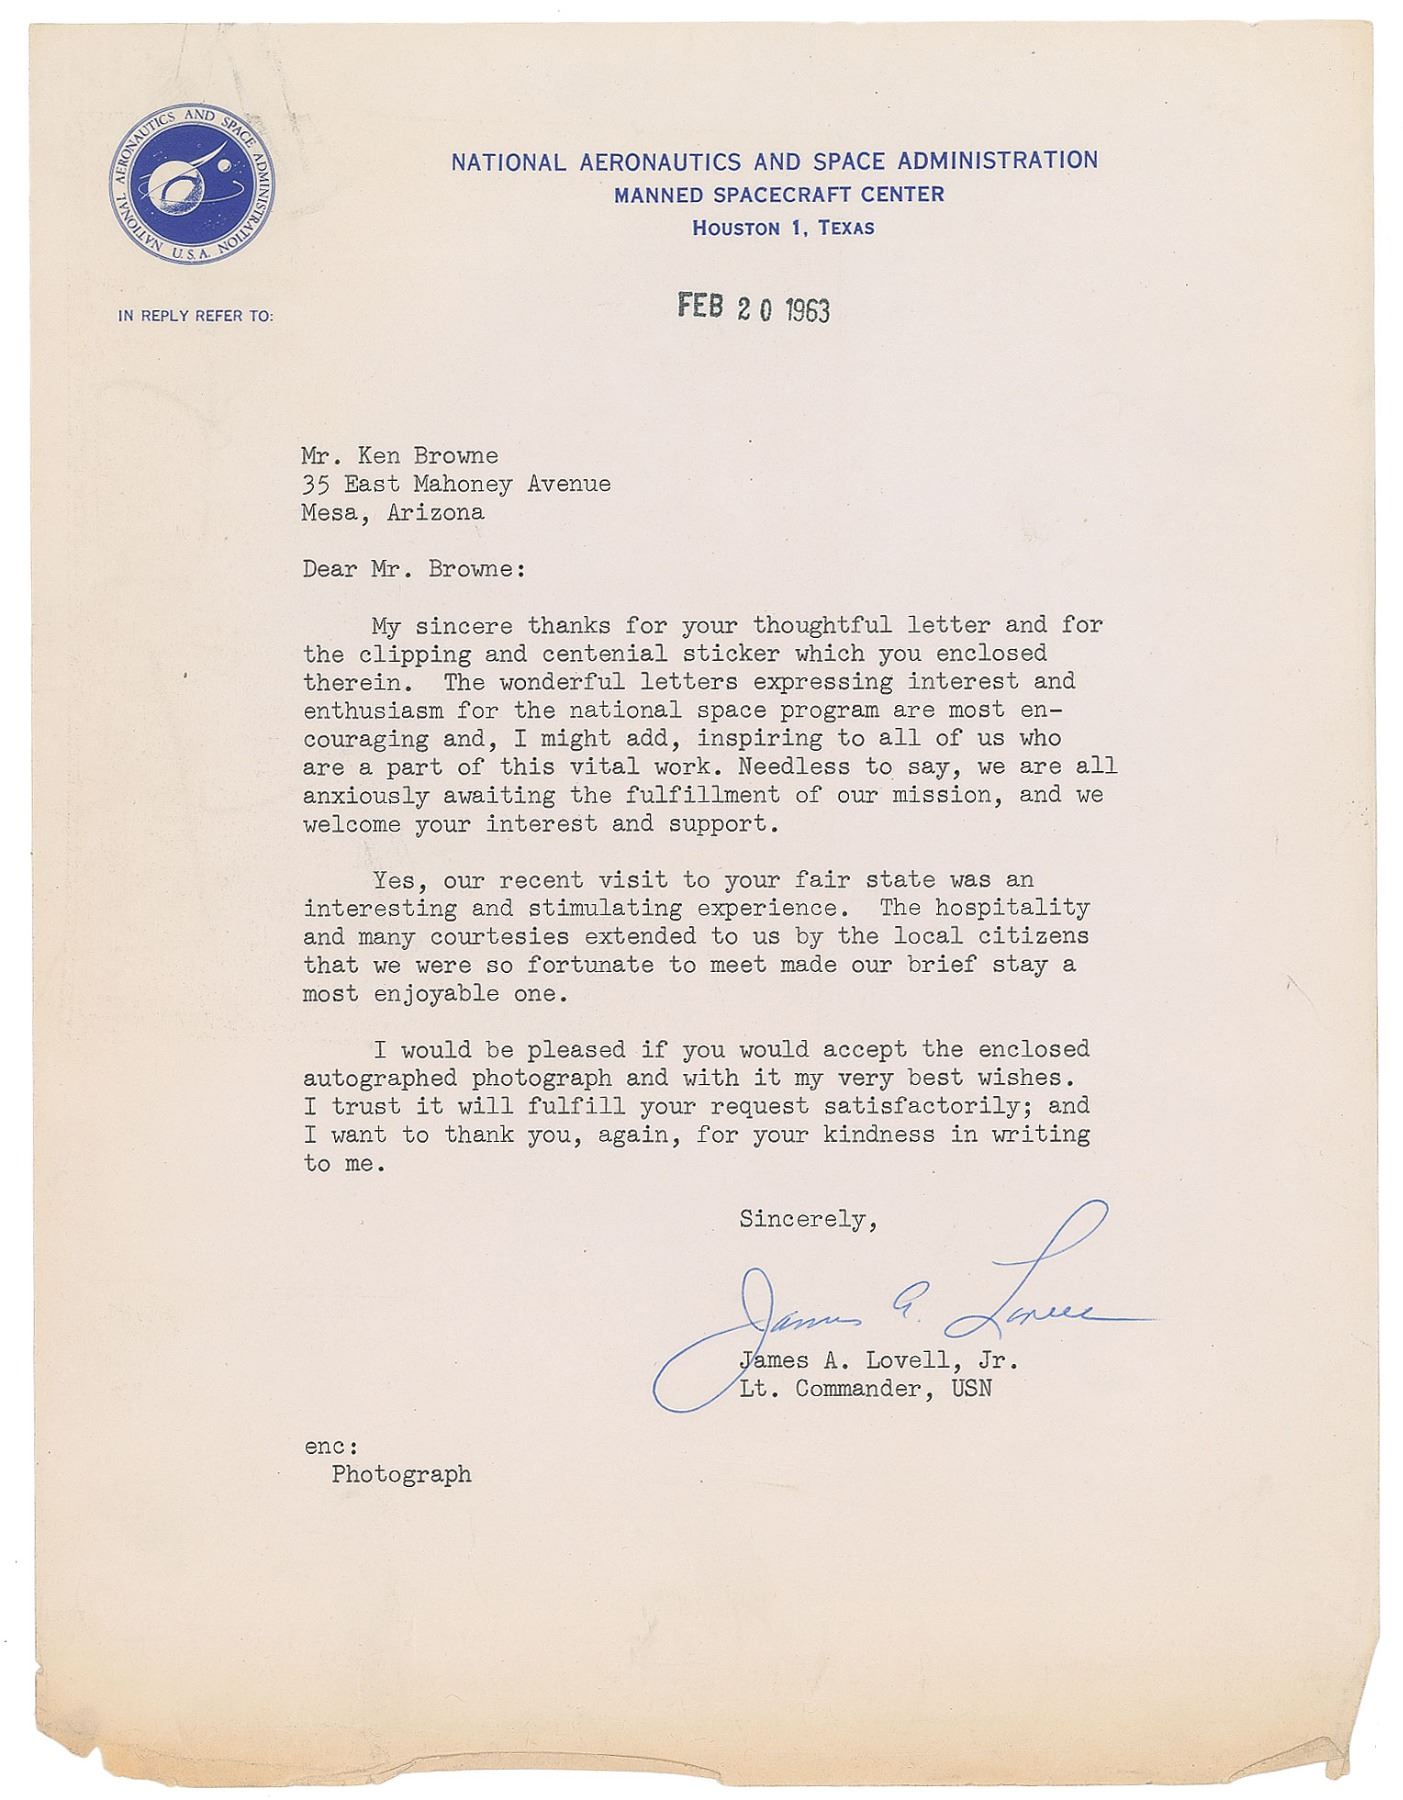 NATIONAL AERONAUTICS AND SPACE ADMINISTRATION
U.S.A.
NATIONAL AERONAUTICS AND SPACE ADMINISTRATION
MANNED SPACECRAFT CENTER
HOUSTON 1, TEXAS
IN REPLY REFER TO:
FEB 20 1963
Mr. Ken Browne
35 East Mahoney Avenue
Mesa, Arizona
Dear Mr. Browne:
My sincere thanks for your thoughtful letter and for
the clipping and centenial sticker which you enclosed
therein. The wonderful letters expressing interest and
enthusiasm for the national space program are most en-
couraging and, I might add, inspiring to all of us who
are a part of this vital work. Needless to say, we are all
anxiously awaiting the fulfillment of our mission, and we
welcome your interest and support.
Yes, our recent visit to your fair state was an
interesting and stimulating experience. The hospitality
and many courtesies extended to us by the local citizens
that we were so fortunate to meet made our brief stay a
most enjoyable one.
I would be pleased if you would accept the enclosed
autographed photograph and with it my very best wishes.
I trust it will fulfill your request satisfactorily; and
I want to thank you, again, for your kindness in writing
to me.
Sincerely,
James A. Lovell
James A. Lovell, Jr.
Lt. Commander, USN
enc:
Photograph